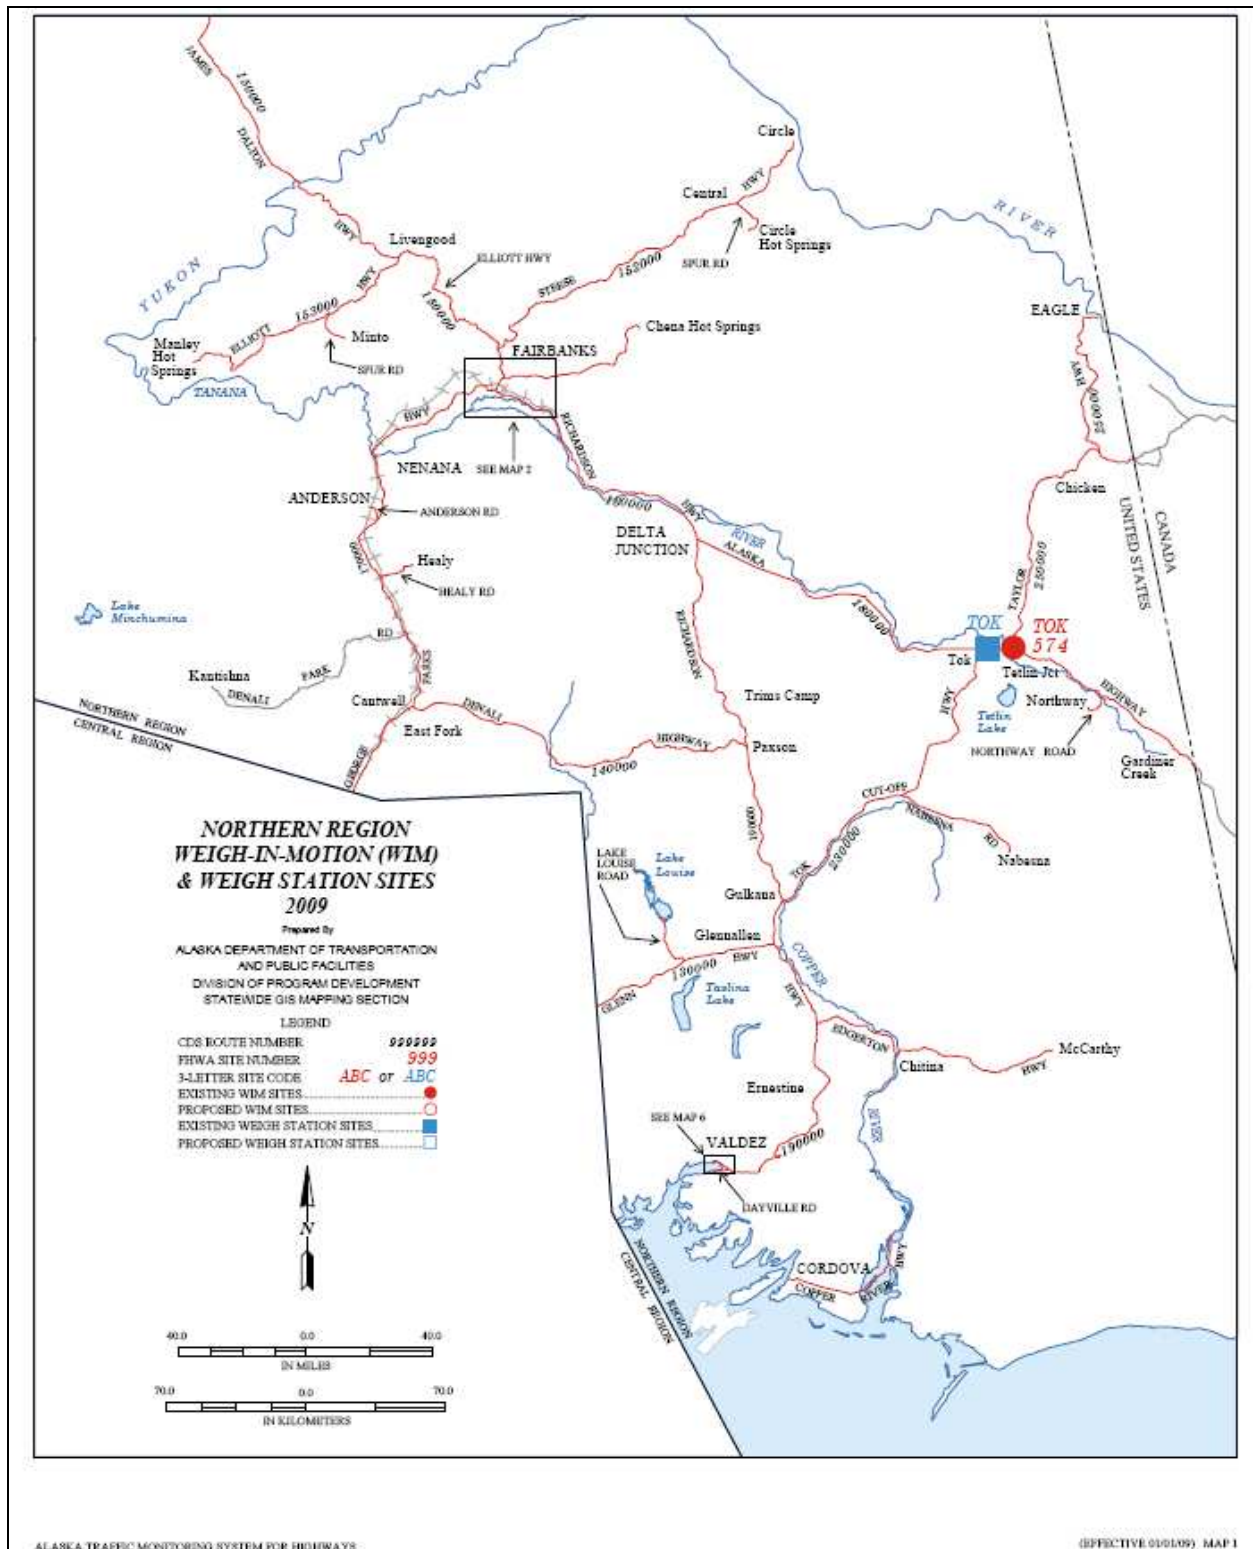 JAMES
150000
DALTON
HWY
Circle
Central
HWY
Circle
Hot Springs
SPUR RD
STEESE
152000
RIVER
Livengood
ELLIOTT HWY
YUKON
HWY
153000
ELLIOTT
150000
Minto
SPUR RD
Manley
Hot
Springs
TANANA
Chena Hot Springs
FAIRBANKS
EAGLE
HWY
HWY
RICHARDSON
NENANA
SEE MAP 2
ANDERSON
ANDERSON RD
190000
HWY
DELTA
JUNCTION
RIVER
ALASKA
Chicken
CANADA
UNITED STATES
170000
Healy
HEALY RD
Lake
Minchumina
180000
TAYLOR
250000
TOK
TOK
574
Tok
Tetlin Jct
RICHARDSON
RD
PARK
Kantishna
DENALI
PARKS
Cantwell
East Fork
DENALI
Trims Camp
HWY
Tetlin
Lake
Northway
HIGHWAY
NORTHWAY ROAD
Gardiner
Creek
NORTHERN REGION
CENTRAL REGION
GEORGE
HIGHWAY
140000
Paxson
190000
CUT-OFF
NABESNA
RD
Nabesna
TOK
230000
NORTHERN REGION
WEIGH-IN-MOTION (WIM)
& WEIGH STATION SITES
2009
Prepared By
ALASKA DEPARTMENT OF TRANSPORTATION
AND PUBLIC FACILITIES
DIVISION OF PROGRAM DEVELOPMENT
STATEWIDE GIS MAPPING SECTION
LEGEND
CDS ROUTE NUMBER 999999
FHWA SITE NUMBER 999
3-LETTER SITE CODE ABC or ABC
EXISTING WIM SITES
PROPOSED WIM SITES
EXISTING WEIGH STATION SITES
PROPOSED WEIGH STATION SITES
LAKE
LOUISE
ROAD
Lake
Louise
Gulkana
Glennallen
GLENN
130000
HWY
COPPER
Tazlina
Lake
HWY
EDGERTON
Chitina
HWY
McCarthy
Ernestine
RIVER
SEE MAP 6
VALDEZ
190000
DAYVILLE RD
N
NORTHERN REGION
CENTRAL REGION
CORDOVA
COPPER
RIVER
HWY
40.0 0.0 40.0
IN MILES
70.0 0.0 70.0
IN KILOMETERS
ALASKA TRAFFIC MONITORING SYSTEM FOR HIGHWAYS
(EFFECTIVE 01/01/09) MAP 1